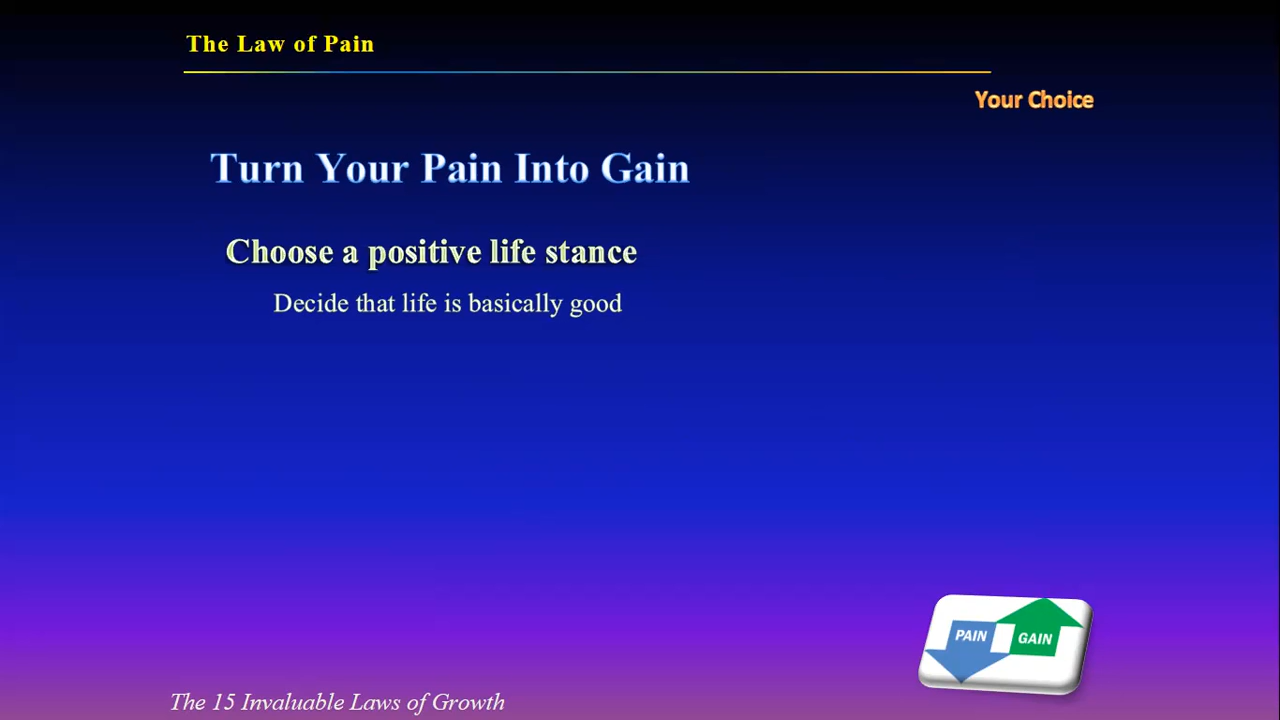 The Law of Pain
Your Choice
Turn Your Pain Into Gain
Choose a positive life stance
Decide that life is basically good
PAIN
GAIN
The 15 Invaluable Laws of Growth